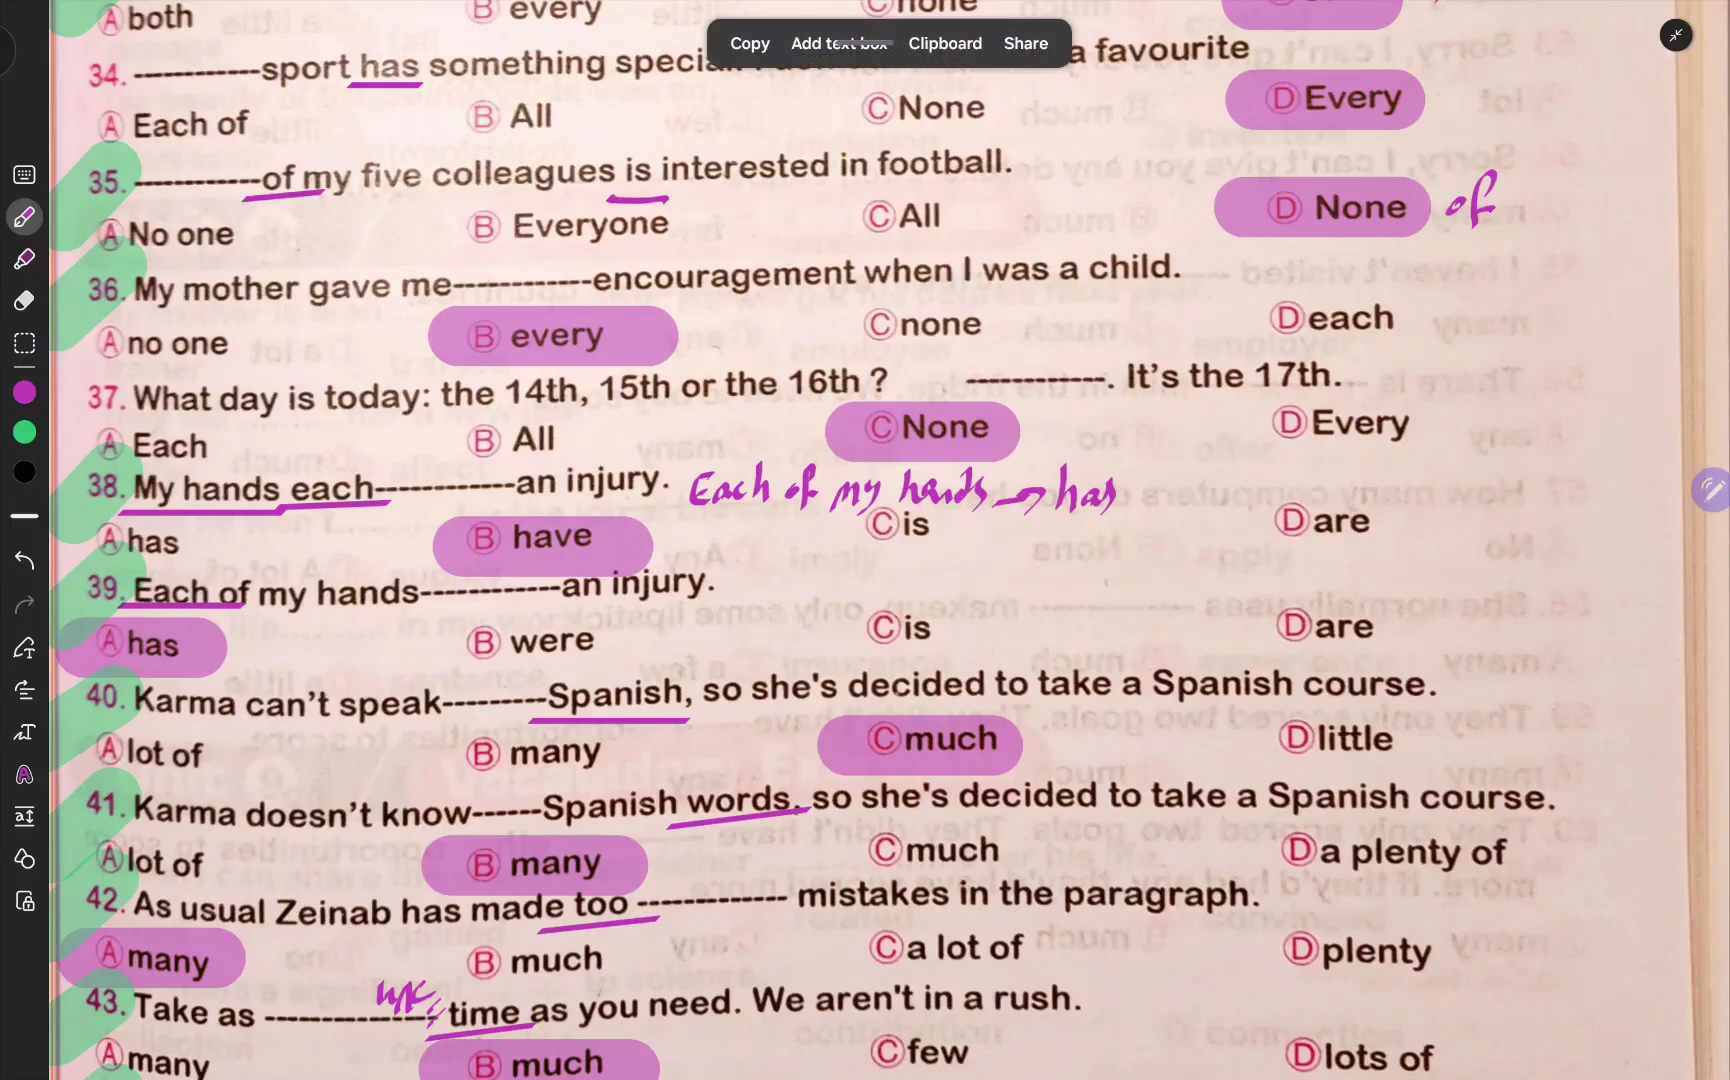 A both B every C none
Copy Add text box Clipboard Share
34. ------------sport has something special. a favourite
A Each of B All C None D Every
35. ------------of my five colleagues is interested in football.
A No one B Everyone C All D None of
36. My mother gave me------------encouragement when I was a child.
A no one B every C none D each
37. What day is today: the 14th, 15th or the 16th ? ------------. It's the 17th.
A Each B All C None D Every
38. My hands each------------an injury. Each of my hands → has
A has B have C is D are
39. Each of my hands------------an injury.
A has B were C is D are
40. Karma can't speak---------Spanish, so she's decided to take a Spanish course.
A lot of B many C much D little
41. Karma doesn't know------Spanish words, so she's decided to take a Spanish course.
A lot of B many C much D a plenty of
42. As usual Zeinab has made too ------------ mistakes in the paragraph.
A many B much C a lot of D plenty
43. Take as --------------- time as you need. We aren't in a rush.
A many B much C few D lots of